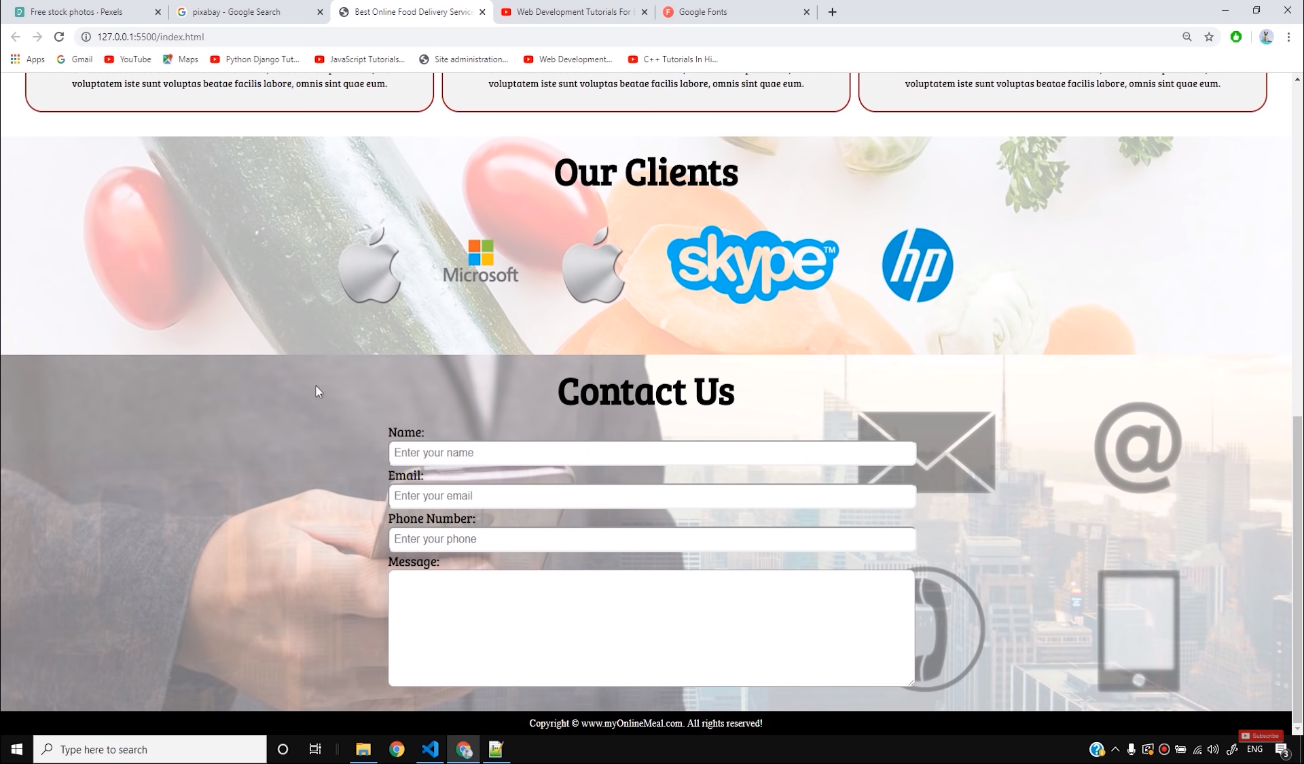 Free stock photos · Pexels
pixabay - Google Search
Best Online Food Delivery Service
Web Development Tutorials For
Google Fonts
127.0.0.1:5500/index.html
Apps
Gmail
YouTube
Maps
Python Django Tut...
JavaScript Tutorials...
Site administration...
Web Development...
C++ Tutorials In Hi...
voluptatem iste sunt voluptas beatae facilis labore, omnis sint quae eum.
voluptatem iste sunt voluptas beatae facilis labore, omnis sint quae eum.
voluptatem iste sunt voluptas beatae facilis labore, omnis sint quae eum.
Our Clients
Microsoft
skype™
hp
Contact Us
Name:
Enter your name
Email:
Enter your email
Phone Number:
Enter your phone
Message:
Copyright © www.myOnlineMeal.com. All rights reserved!
Subscribe
Type here to search
ENG
3